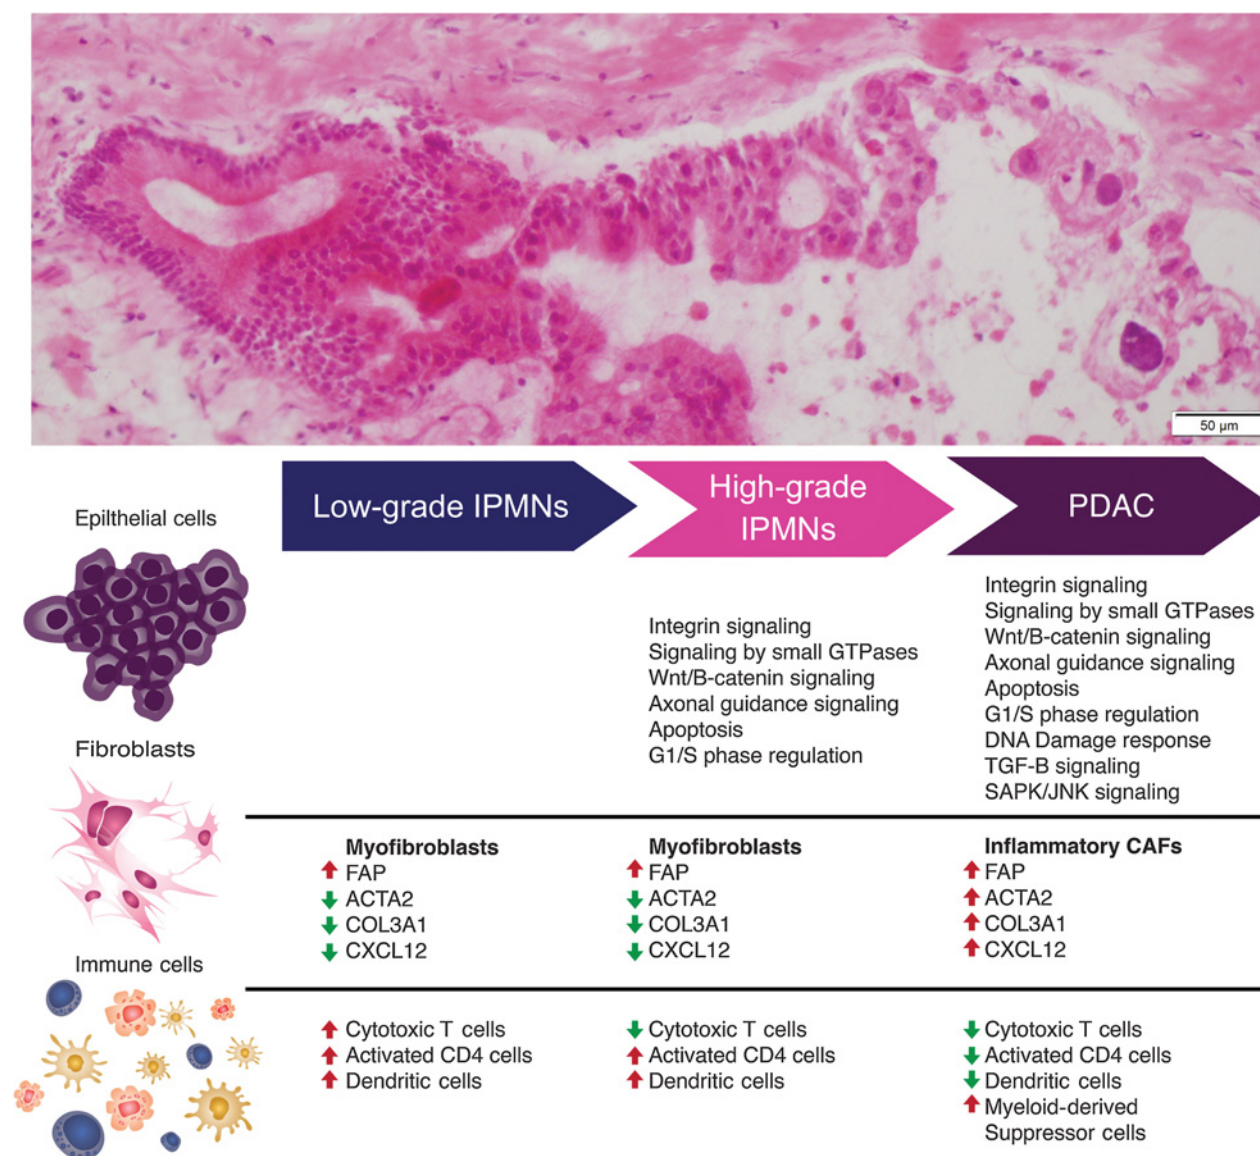 50 µm
Low-grade IPMNs
High-grade
IPMNs
PDAC
Epilthelial cells
Integrin signaling
Signaling by small GTPases
Wnt/B-catenin signaling
Axonal guidance signaling
Apoptosis
G1/S phase regulation
Integrin signaling
Signaling by small GTPases
Wnt/B-catenin signaling
Axonal guidance signaling
Apoptosis
G1/S phase regulation
DNA Damage response
TGF-B signaling
SAPK/JNK signaling
Fibroblasts
Myofibroblasts
FAP
ACTA2
COL3A1
CXCL12
Myofibroblasts
FAP
ACTA2
COL3A1
CXCL12
Inflammatory CAFs
FAP
ACTA2
COL3A1
CXCL12
Immune cells
Cytotoxic T cells
Activated CD4 cells
Dendritic cells
Cytotoxic T cells
Activated CD4 cells
Dendritic cells
Cytotoxic T cells
Activated CD4 cells
Dendritic cells
Myeloid-derived
Suppressor cells